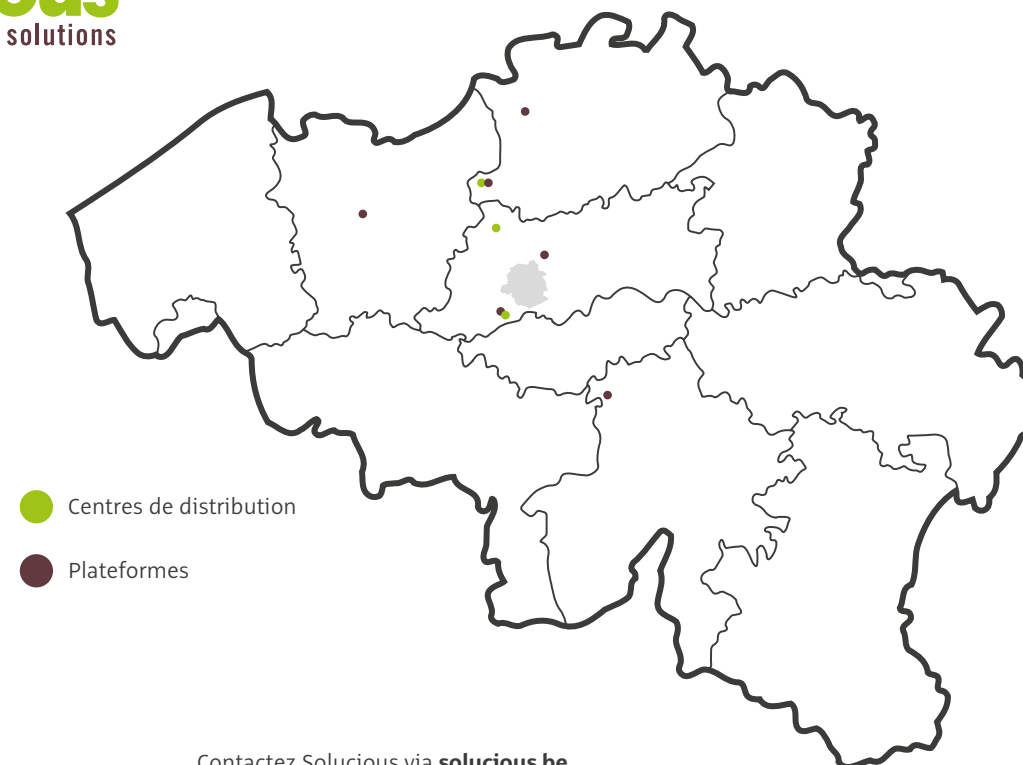 solutions
Centres de distribution
Plateformes
Contactez Solucious via solucious.be